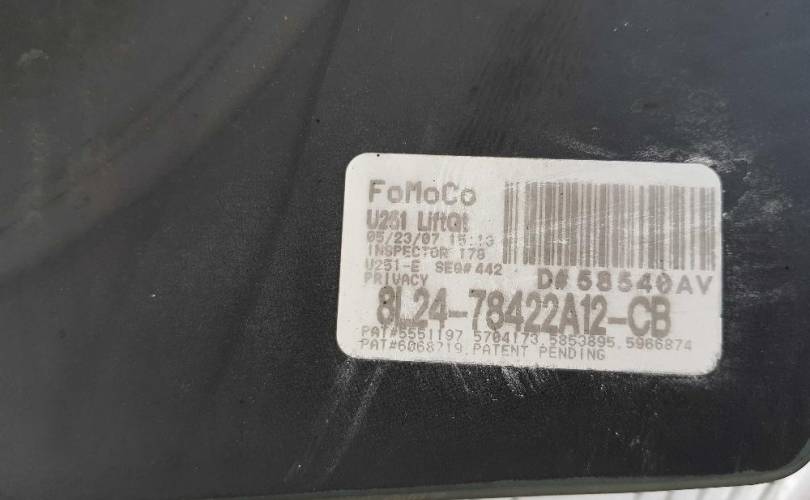 FoMoCo
U251 LiftGt
05/23/07 15:13
INSPECTOR 178
U251-E SEQ#442
PRIVACY
D#58540AV
8L24-78422A12-CB
PAT#5551197 5704173,5853895,5966874
PAT#6068719,PATENT PENDING